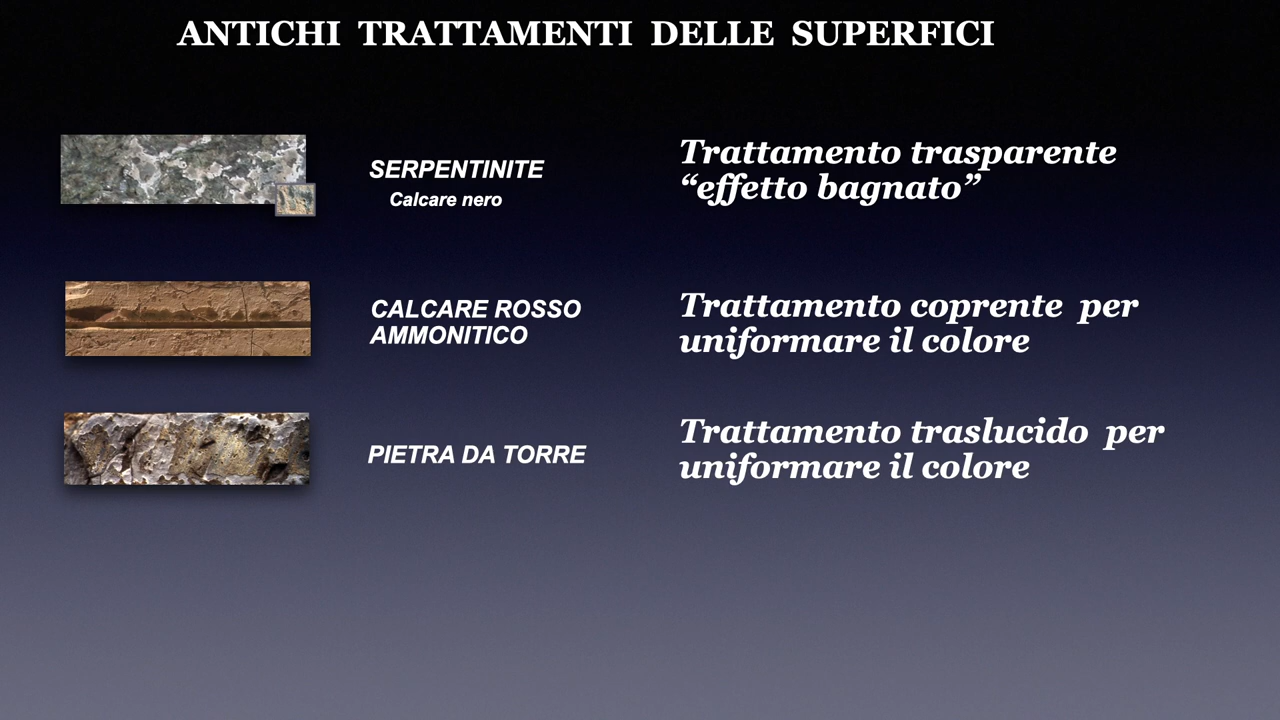 ANTICHI TRATTAMENTI DELLE SUPERFICI
SERPENTINITE
Calcare nero
Trattamento trasparente
“effetto bagnato”
CALCARE ROSSO
AMMONITICO
Trattamento coprente per
uniformare il colore
PIETRA DA TORRE
Trattamento traslucido per
uniformare il colore